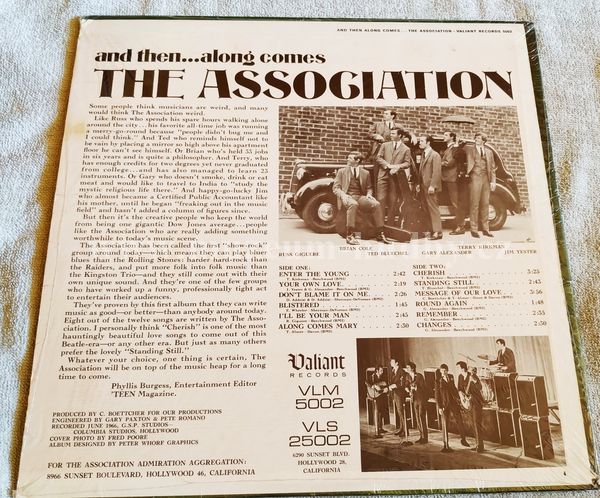 AND THEN ALONG COMES ... THE ASSOCIATION - VALIANT RECORDS 5002
and then...along comes
THE ASSOCIATION
Some people think musicians are weird, and many
would think The Association weird.
Like Russ who spends his spare hours walking alone
around the city... his favorite all-time job was running
a merry-go-round because "people didn't bug me and
I could think." And Ted who reminds himself not to
be vain by placing a mirror so high above his apartment
floor he can't see himself. Or Brian who's held 55 jobs
in six years and is quite a philosopher. And Terry, who
has enough credits for two degrees yet never graduated
from college...and has also managed to learn 23
instruments. Or Gary who doesn't smoke, drink or eat
meat and would like to travel to India to "study the
mystic religious life there." And happy-go-lucky Jim
who almost became a Certified Public Accountant like
his mother, until he began "freaking out in the music
field" and hasn't added a column of figures since.
But then it's the creative people who keep the world
from being one gigantic Dow Jones average...people
like the Association who are really adding something
worthwhile to today's music scene.
The Association has been called the first "show-rock"
group around today—which means they can play bluer
blues than the Rolling Stones; harder hard-rock than
the Raiders, and put more folk into folk music than
the Kingston Trio—and they still come out with their
own unique sound. And they're one of the few groups
who have worked up a funny, professionally tight act
to entertain their audiences.
They're proved by this first album that they can write
music as good—or better—than anybody around today.
Eight out of the twelve songs are written by The Asso-
ciation. I personally think "Cherish" is one of the most
hauntingly beautiful love songs to come out of this
Beatle-era—or any other era. But just as many others
prefer the lovely "Standing Still."
Whatever your choice, one thing is certain, The
Association will be on top of the music heap for a long
time to come.
Phyllis Burgess, Entertainment Editor
'TEEN Magazine.
PRODUCED BY C. BOETTCHER FOR OUR PRODUCTIONS
ENGINEERED BY GARY PAXTON & PETE ROMANO
RECORDED JUNE 1966, G.S.P. STUDIOS—
COLUMBIA STUDIOS, HOLLYWOOD
COVER PHOTO BY FRED POORE
ALBUM DESIGNED BY PETER WHORF GRAPHICS
FOR THE ASSOCIATION ADMIRATION AGGREGATION:
8966 SUNSET BOULEVARD, HOLLYWOOD 46, CALIFORNIA
RUSS GIGUERE
BRIAN COLE
TED BLUECHEL
GARY ALEXANDER
TERRY KIRKMAN
JIM YESTER
SIDE ONE:
ENTER THE YOUNG 2:42
YOUR OWN LOVE 2:19
DON'T BLAME IT ON ME 2:26
BLISTERED 1:45
I'LL BE YOUR MAN
ALONG COMES MARY 2:50
SIDE TWO:
CHERISH 3:25
STANDING STILL 2:45
MESSAGE OF OUR LOVE
ROUND AGAIN
REMEMBER
CHANGES
Valiant
RECORDS
VLM
5002
VLS
25002
6290 SUNSET BLVD.
HOLLYWOOD 28,
CALIFORNIA